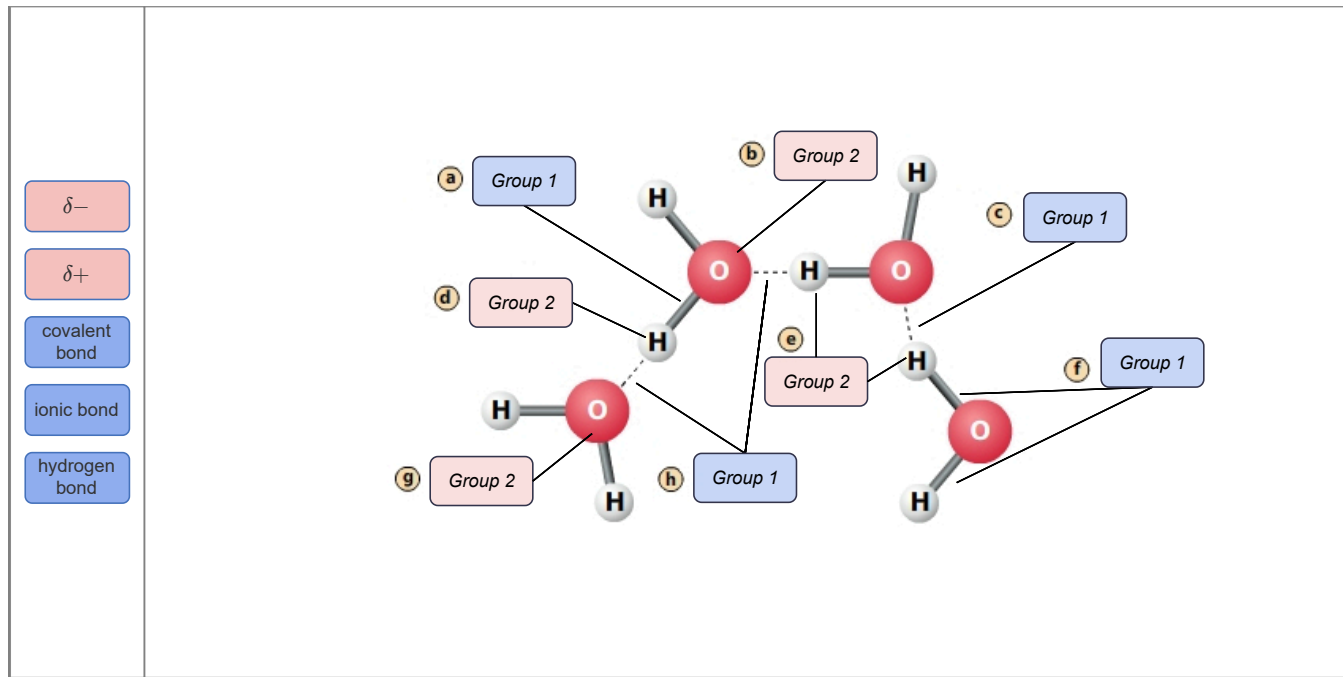 δ−
δ+
covalent
bond
ionic bond
hydrogen
bond
a Group 1
b Group 2
H
H
c Group 1
O
H
O
d Group 2
H
e Group 2
H
f Group 1
H
O
O
g Group 2
h Group 1
H
H